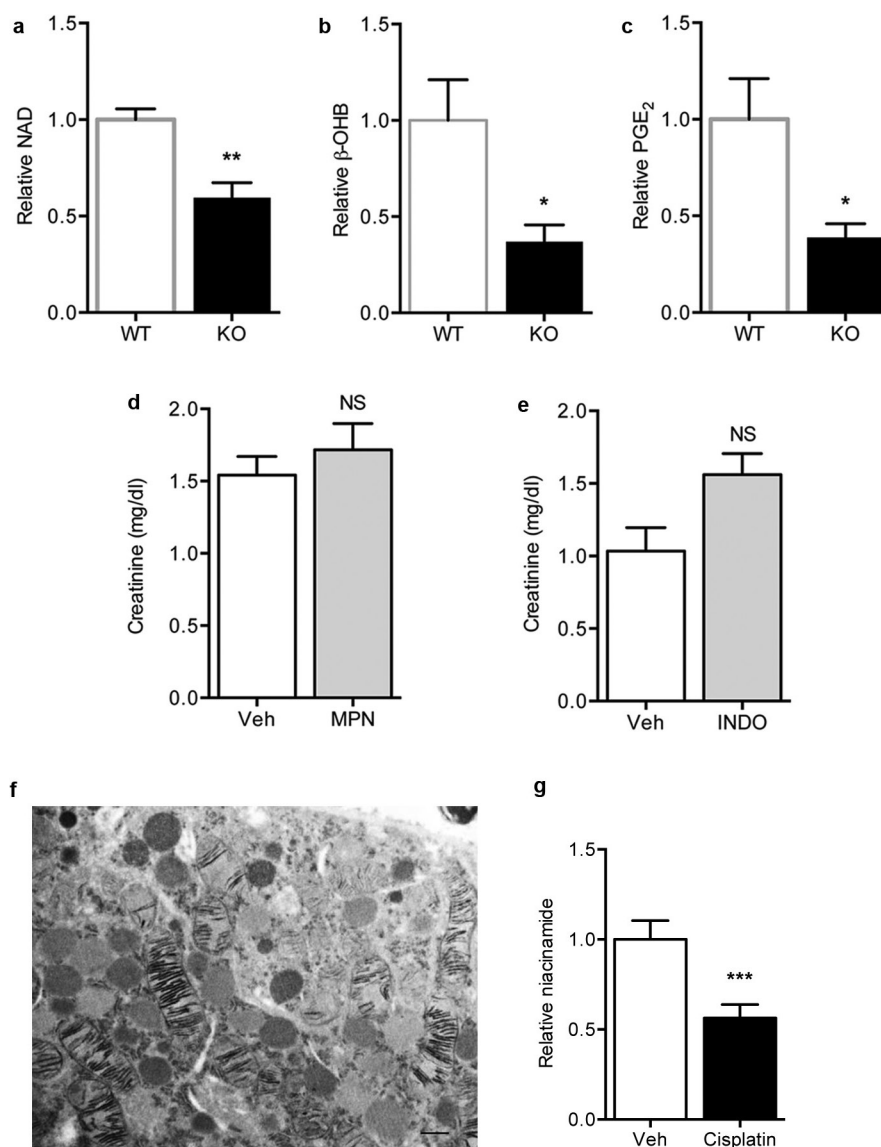 a
Relative NAD
1.5
1.0
0.5
0.0
**
WT KO
b
Relative β-OHB
1.5
1.0
0.5
0.0
*
WT KO
c
Relative PGE₂
1.5
1.0
0.5
0.0
*
WT KO
d
Creatinine (mg/dl)
2.0
1.5
1.0
0.5
0.0
NS
Veh MPN
e
Creatinine (mg/dl)
2.0
1.5
1.0
0.5
0.0
NS
Veh INDO
f
g
Relative niacinamide
1.5
1.0
0.5
0.0
***
Veh Cisplatin